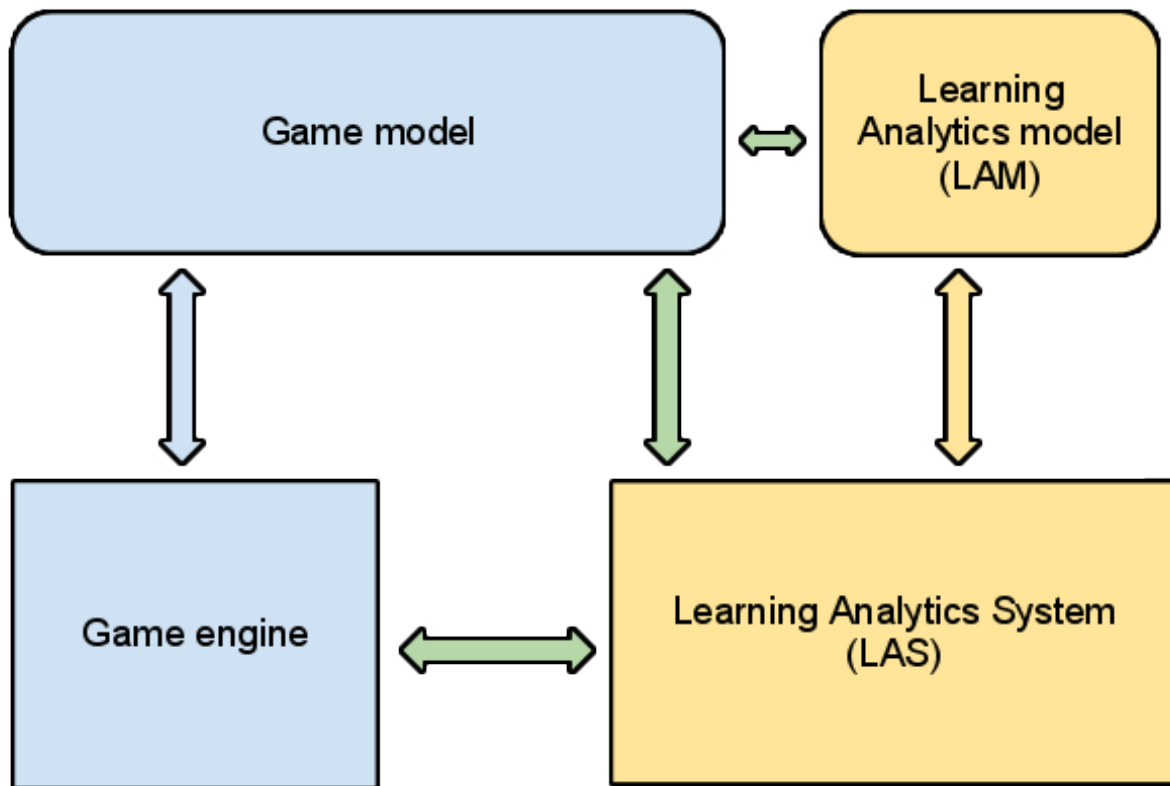 Game model
Learning
Analytics model
(LAM)
Game engine
Learning Analytics System
(LAS)